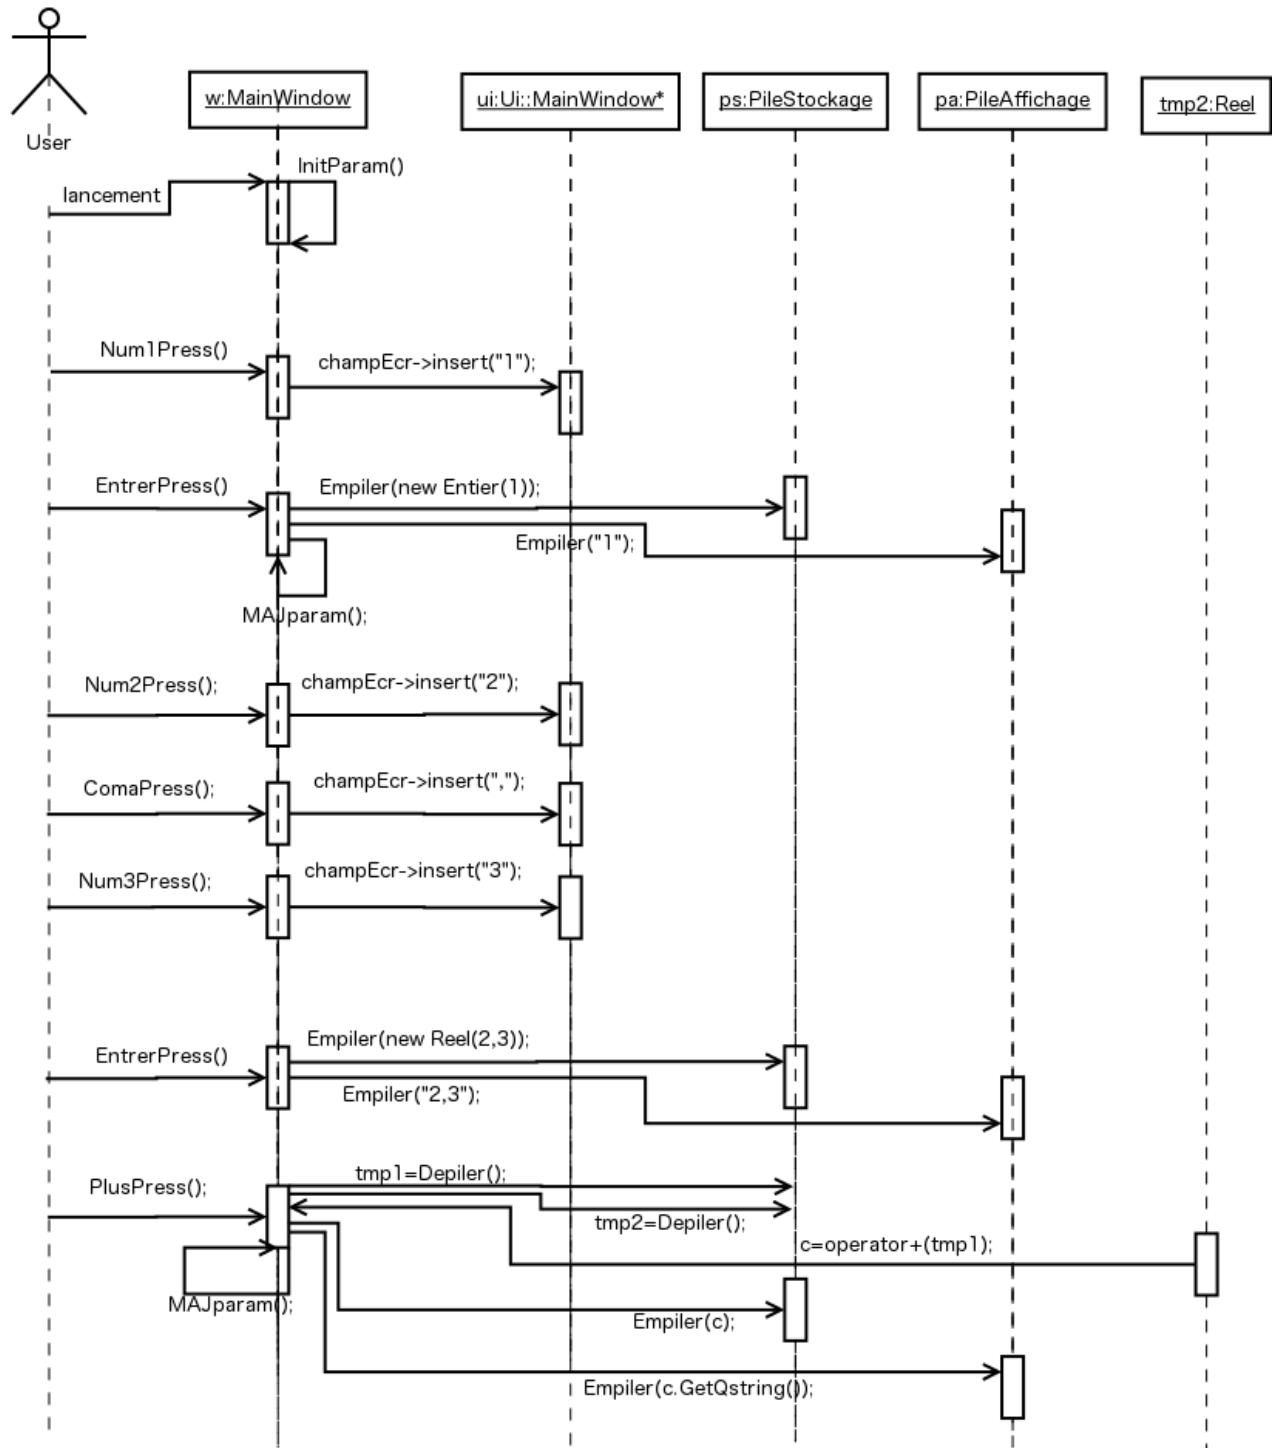 User
w:MainWindow
ui:Ui::MainWindow*
ps:PileStockage
pa:PileAffichage
tmp2:Reel
InitParam()
lancement
Num1Press()
champEcr->insert("1");
EntrerPress()
Empiler(new Entier(1));
Empiler("1");
MAJparam();
Num2Press();
champEcr->insert("2");
ComaPress();
champEcr->insert(",");
Num3Press();
champEcr->insert("3");
EntrerPress()
Empiler(new Reel(2,3));
Empiler("2,3");
PlusPress();
tmp1=Depiler();
tmp2=Depiler();
c=operator+(tmp1);
MAJparam();
Empiler(c);
Empiler(c.GetQstring());